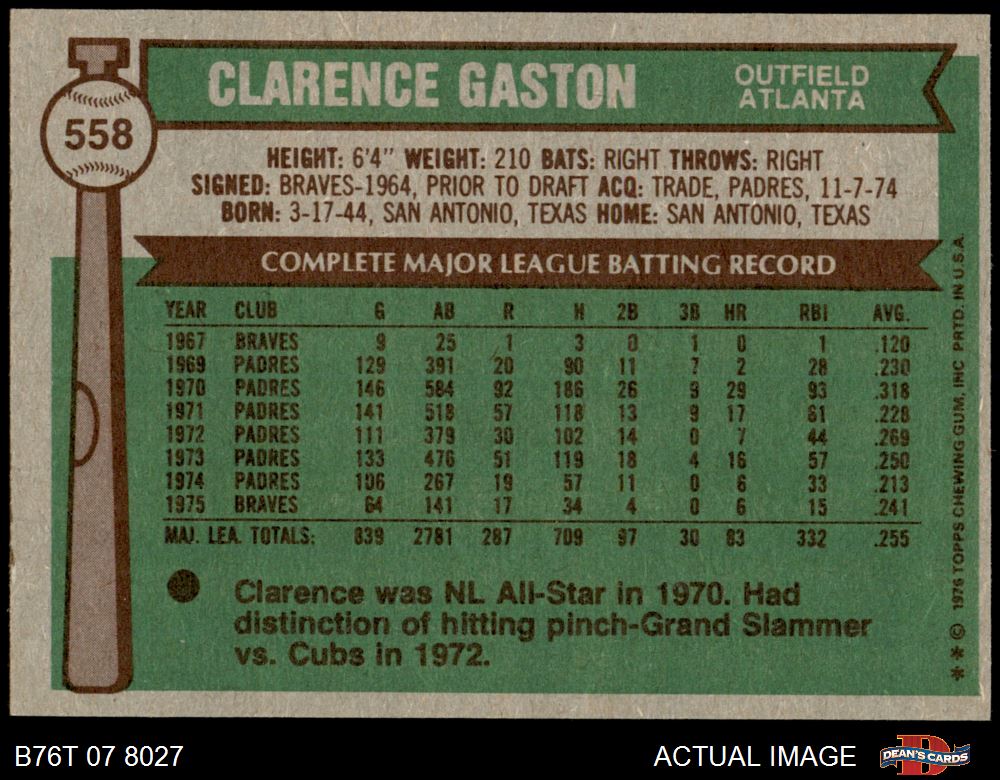 558
CLARENCE GASTON
OUTFIELD
ATLANTA
HEIGHT: 6'4" WEIGHT: 210 BATS: RIGHT THROWS: RIGHT
SIGNED: BRAVES-1964, PRIOR TO DRAFT ACQ: TRADE, PADRES, 11-7-74
BORN: 3-17-44, SAN ANTONIO, TEXAS HOME: SAN ANTONIO, TEXAS
COMPLETE MAJOR LEAGUE BATTING RECORD
YEAR CLUB G AB R H 2B 3B HR RBI AVG.
1967 BRAVES 9 25 1 3 0 1 0 1 .120
1969 PADRES 129 391 20 90 11 7 2 28 .230
1970 PADRES 146 584 92 186 26 9 29 93 .318
1971 PADRES 141 518 57 118 13 9 17 61 .228
1972 PADRES 111 379 30 102 14 0 7 44 .269
1973 PADRES 133 476 51 119 18 4 16 57 .250
1974 PADRES 106 267 19 57 11 0 6 33 .213
1975 BRAVES 64 141 17 34 4 0 6 15 .241
MAJ. LEA. TOTALS: 839 2781 287 709 97 30 83 332 .255
Clarence was NL All-Star in 1970. Had
distinction of hitting pinch-Grand Slammer
vs. Cubs in 1972.
** © 1976 TOPPS CHEWING GUM, INC PRTD. IN U.S.A.
B76T 07 8027
ACTUAL IMAGE
DEAN'S CARDS